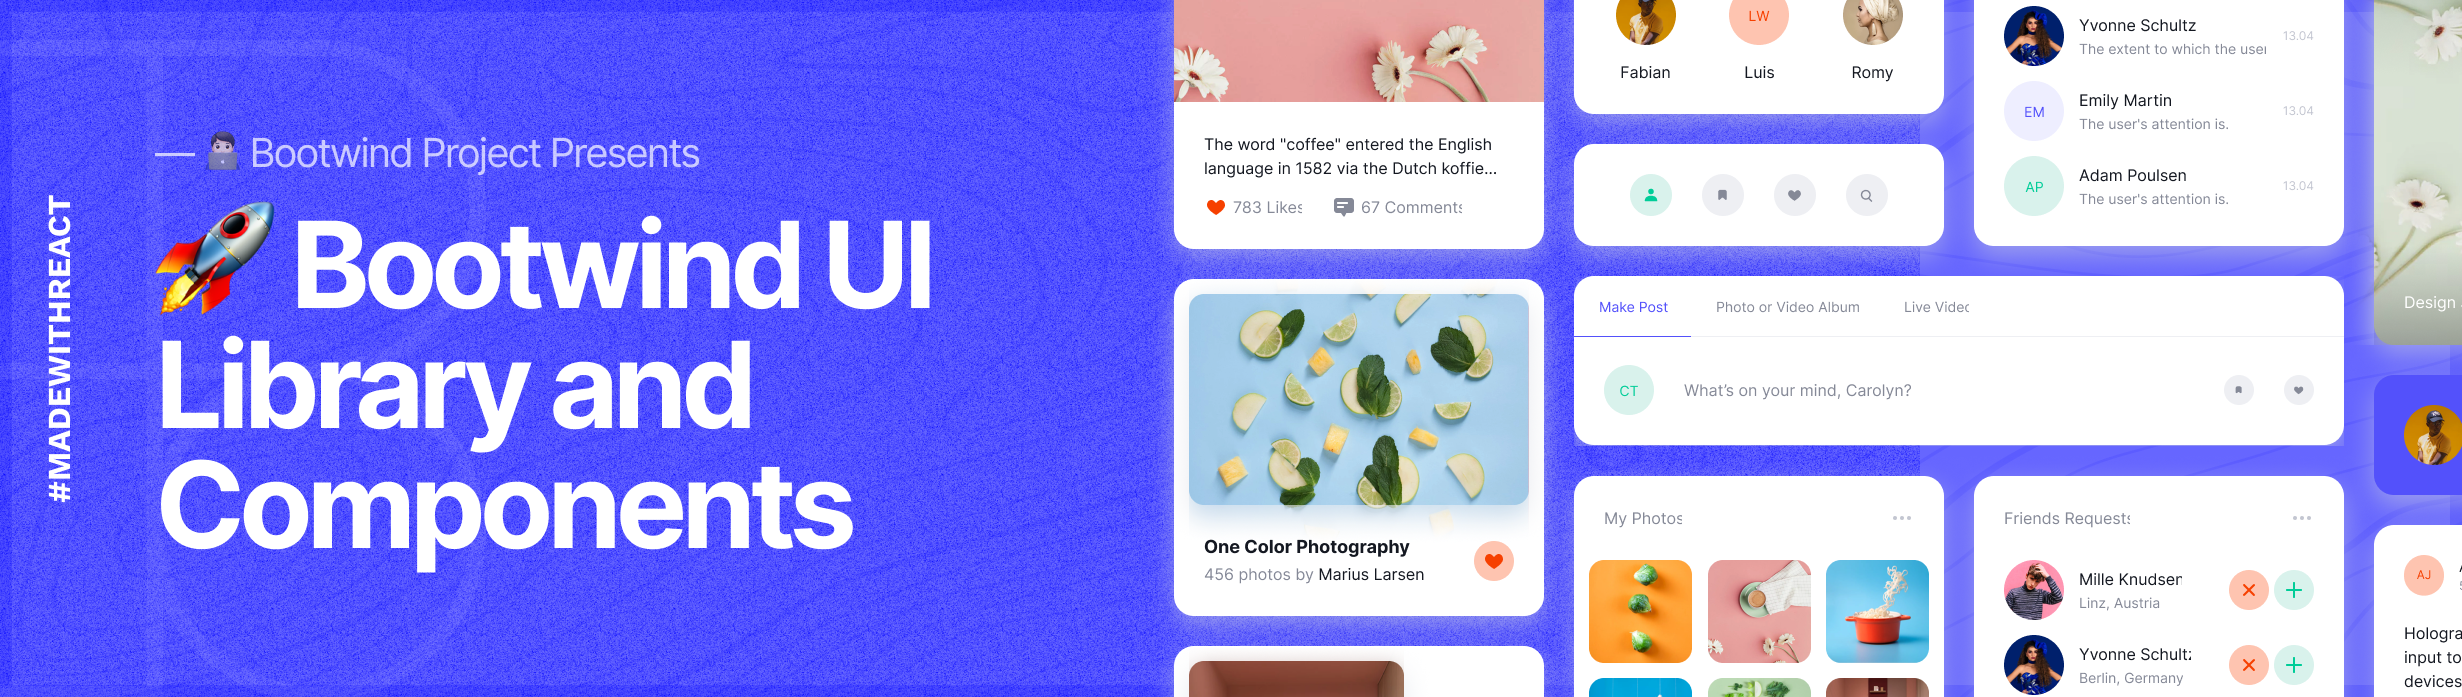 #MADEWITHREACT
Bootwind Project Presents
Bootwind UI
Library and
Components
The word "coffee" entered the English
language in 1582 via the Dutch koffie...
783 Likes
67 Comments
One Color Photography
456 photos by Marius Larsen
Fabian
LW
Luis
Romy
Yvonne Schultz
The extent to which the user
13.04
EM
Emily Martin
The user's attention is.
13.04
AP
Adam Poulsen
The user's attention is.
13.04
Make Post
Photo or Video Album
Live Video
CT
What's on your mind, Carolyn?
My Photos
Friends Requests
Mille Knudsen
Linz, Austria
Yvonne Schultz
Berlin, Germany
Design
AJ
Hologra
input to
devices